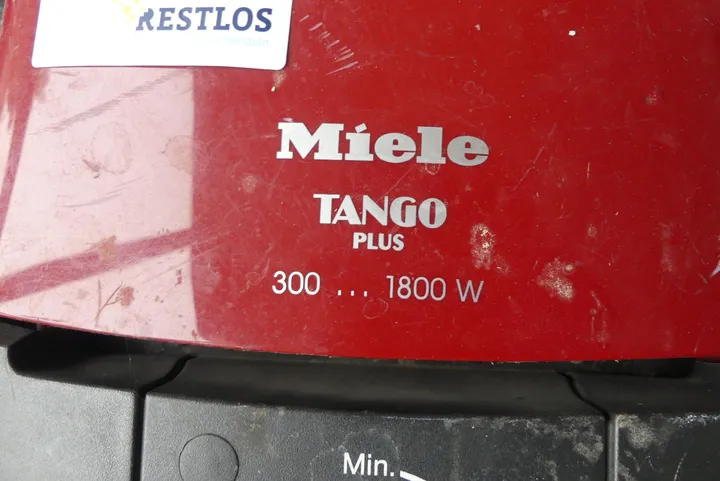 RESTLOS
Miele
TANGO
PLUS
300 ... 1800 W
Min.